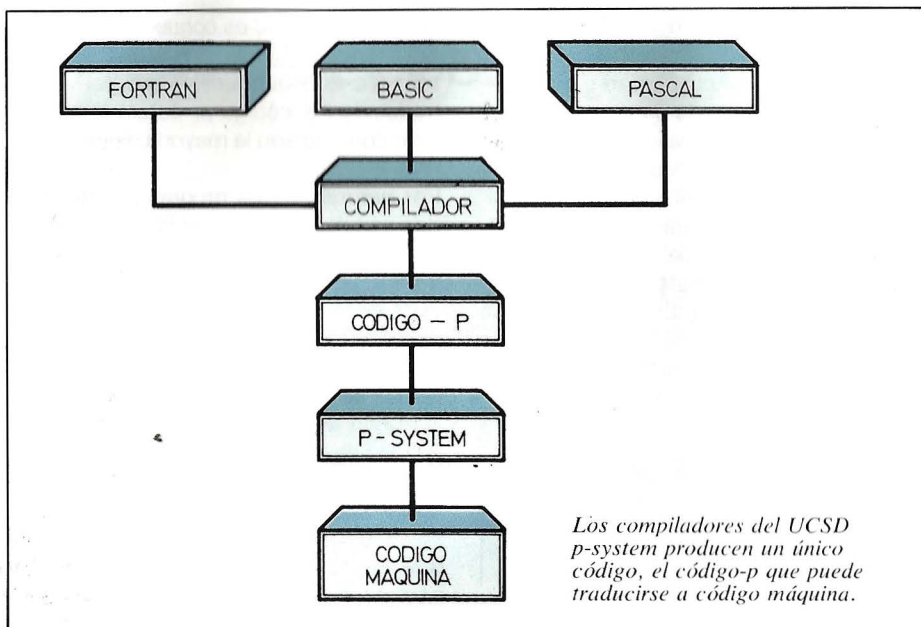 FORTRAN
BASIC
PASCAL
COMPILADOR
CODIGO - P
P - SYSTEM
CODIGO
MAQUINA
Los compiladores del UCSD
p-system producen un único
código, el código-p que puede
traducirse a código máquina.